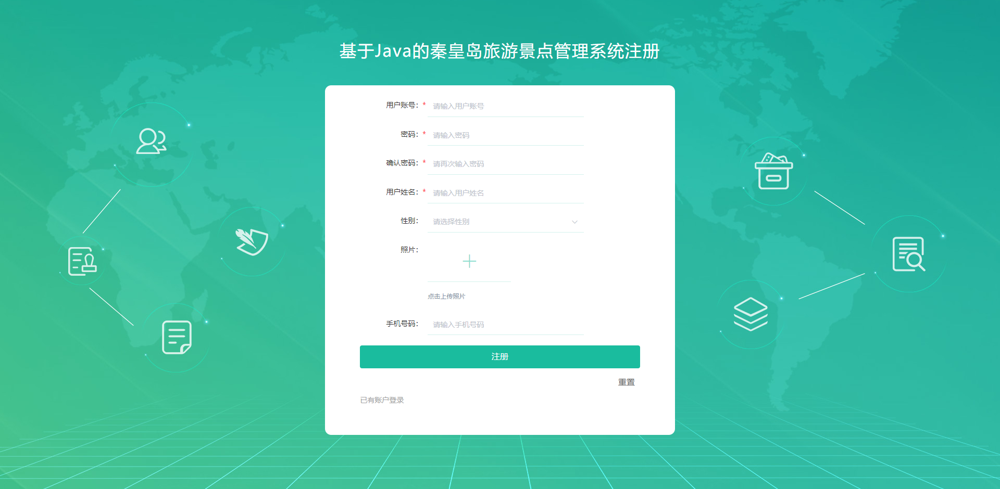 基于Java的秦皇岛旅游景点管理系统注册
用户账号：* 请输入用户账号
密码：* 请输入密码
确认密码：* 请再次输入密码
用户姓名：* 请输入用户姓名
性别： 请选择性别
照片：
点击上传照片
手机号码： 请输入手机号码
注册
重置
已有账户登录